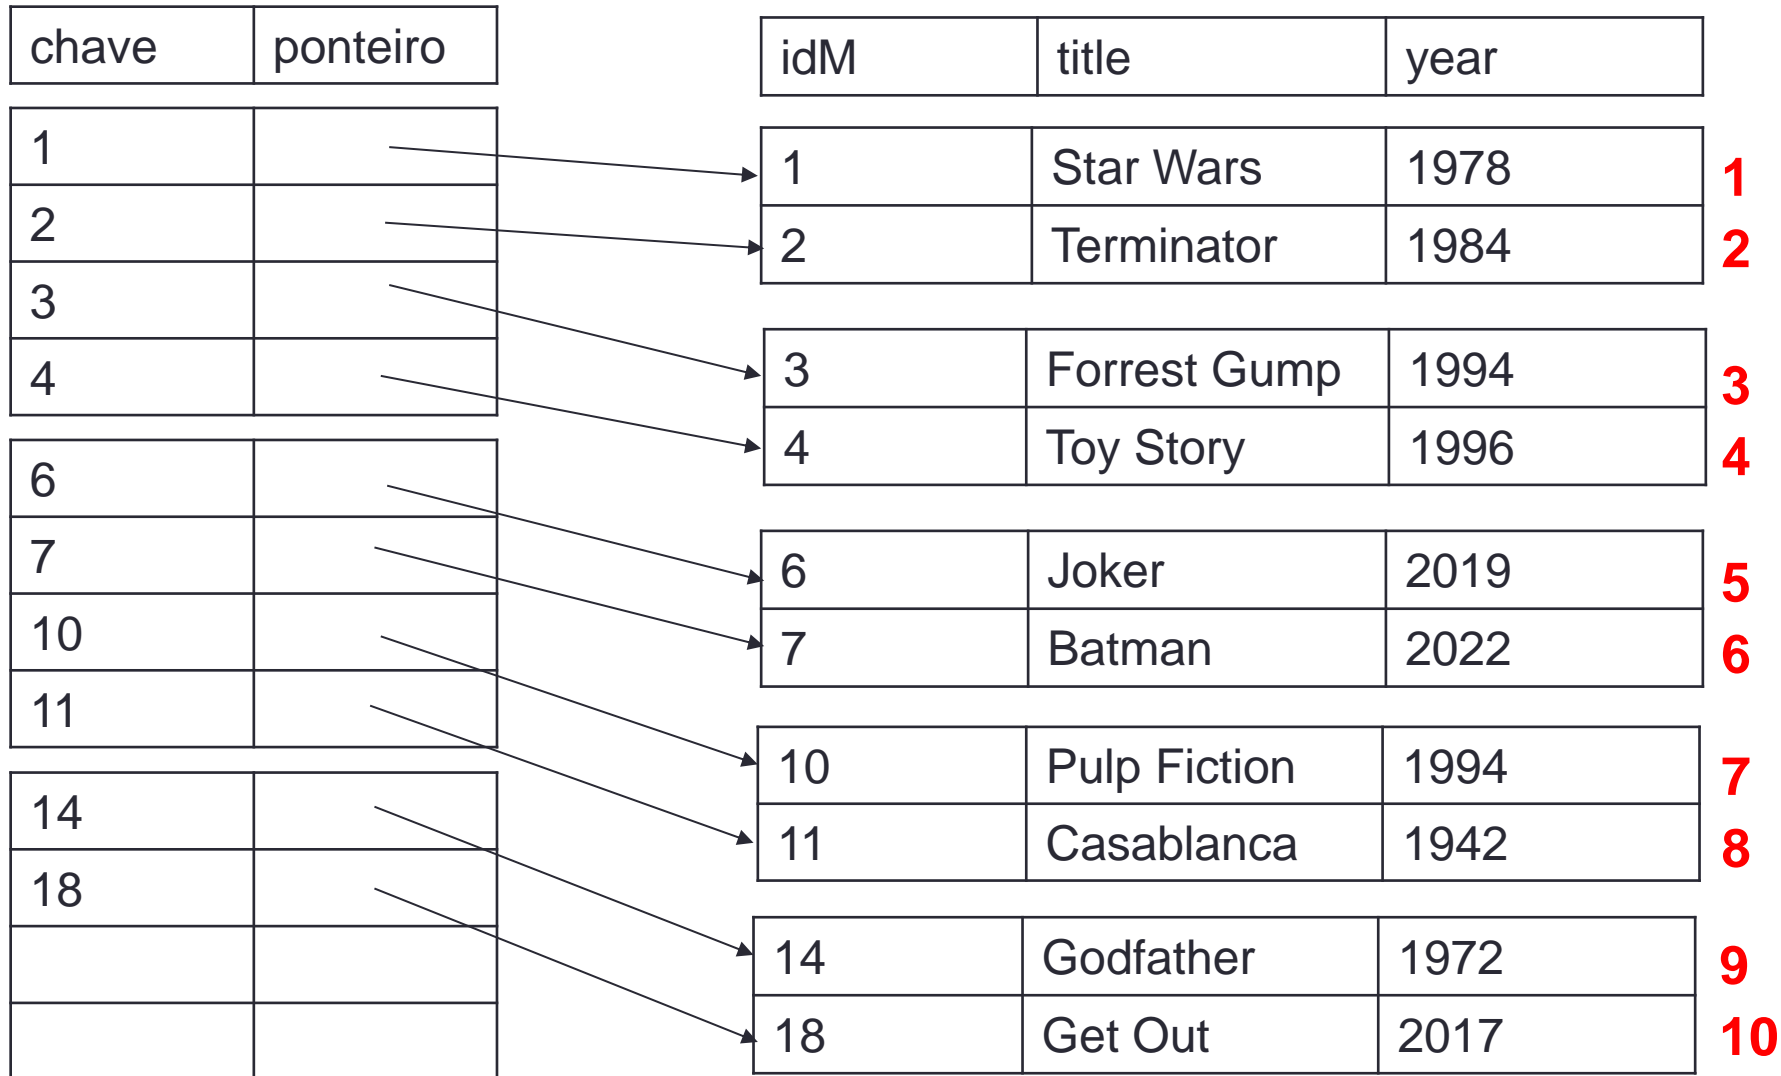 chave ponteiro
1
2
3
4
6
7
10
11
14
18
idM title year
1 Star Wars 1978 1
2 Terminator 1984 2
3 Forrest Gump 1994 3
4 Toy Story 1996 4
6 Joker 2019 5
7 Batman 2022 6
10 Pulp Fiction 1994 7
11 Casablanca 1942 8
14 Godfather 1972 9
18 Get Out 2017 10